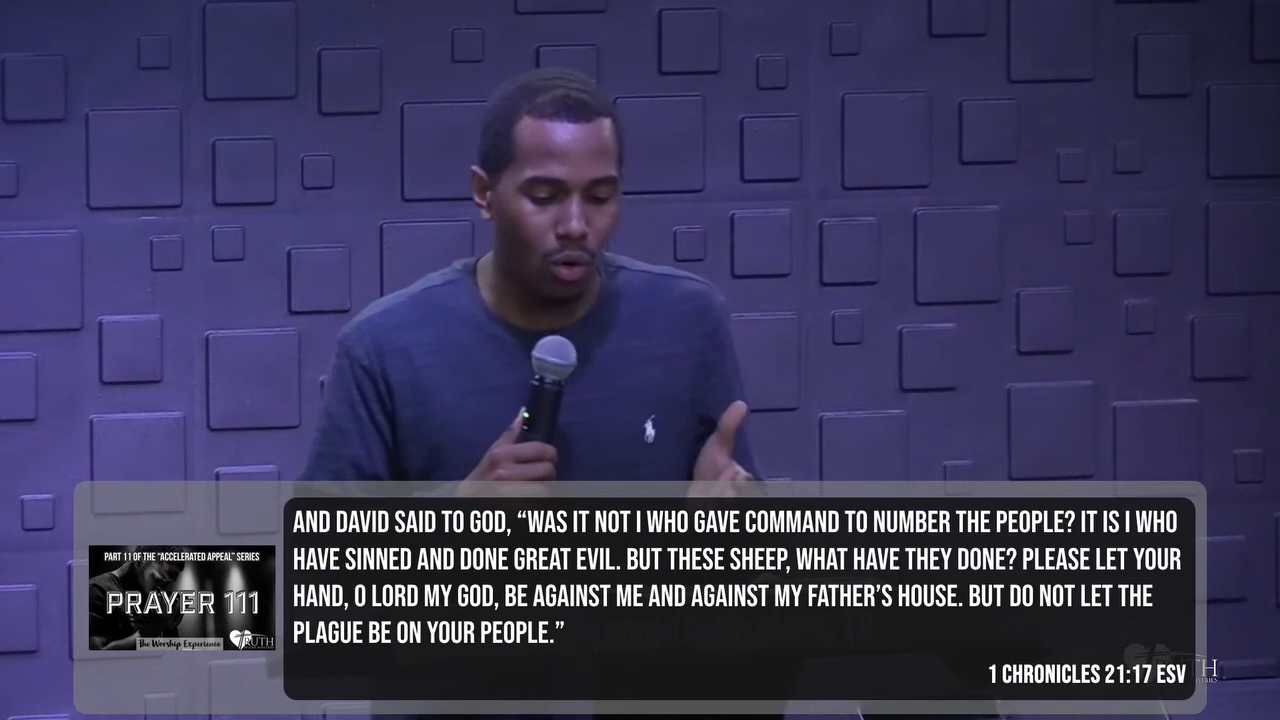 AND DAVID SAID TO GOD, “WAS IT NOT I WHO GAVE COMMAND TO NUMBER THE PEOPLE? IT IS I WHO
HAVE SINNED AND DONE GREAT EVIL. BUT THESE SHEEP, WHAT HAVE THEY DONE? PLEASE LET YOUR
HAND, O LORD MY GOD, BE AGAINST ME AND AGAINST MY FATHER’S HOUSE. BUT DO NOT LET THE
PLAGUE BE ON YOUR PEOPLE.”
1 CHRONICLES 21:17 ESV
PART 11 OF THE “ACCELERATED APPEAL” SERIES
PRAYER 111
The Worship Experience
TRUTH